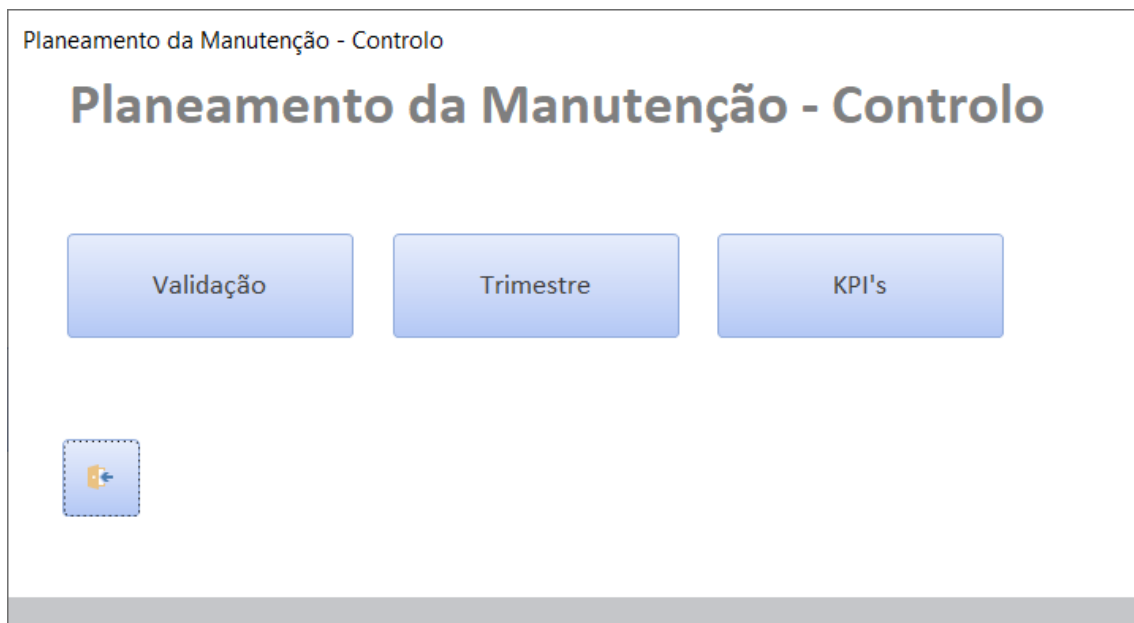 Planeamento da Manutenção - Controlo
Planeamento da Manutenção - Controlo
Validação
Trimestre
KPI's